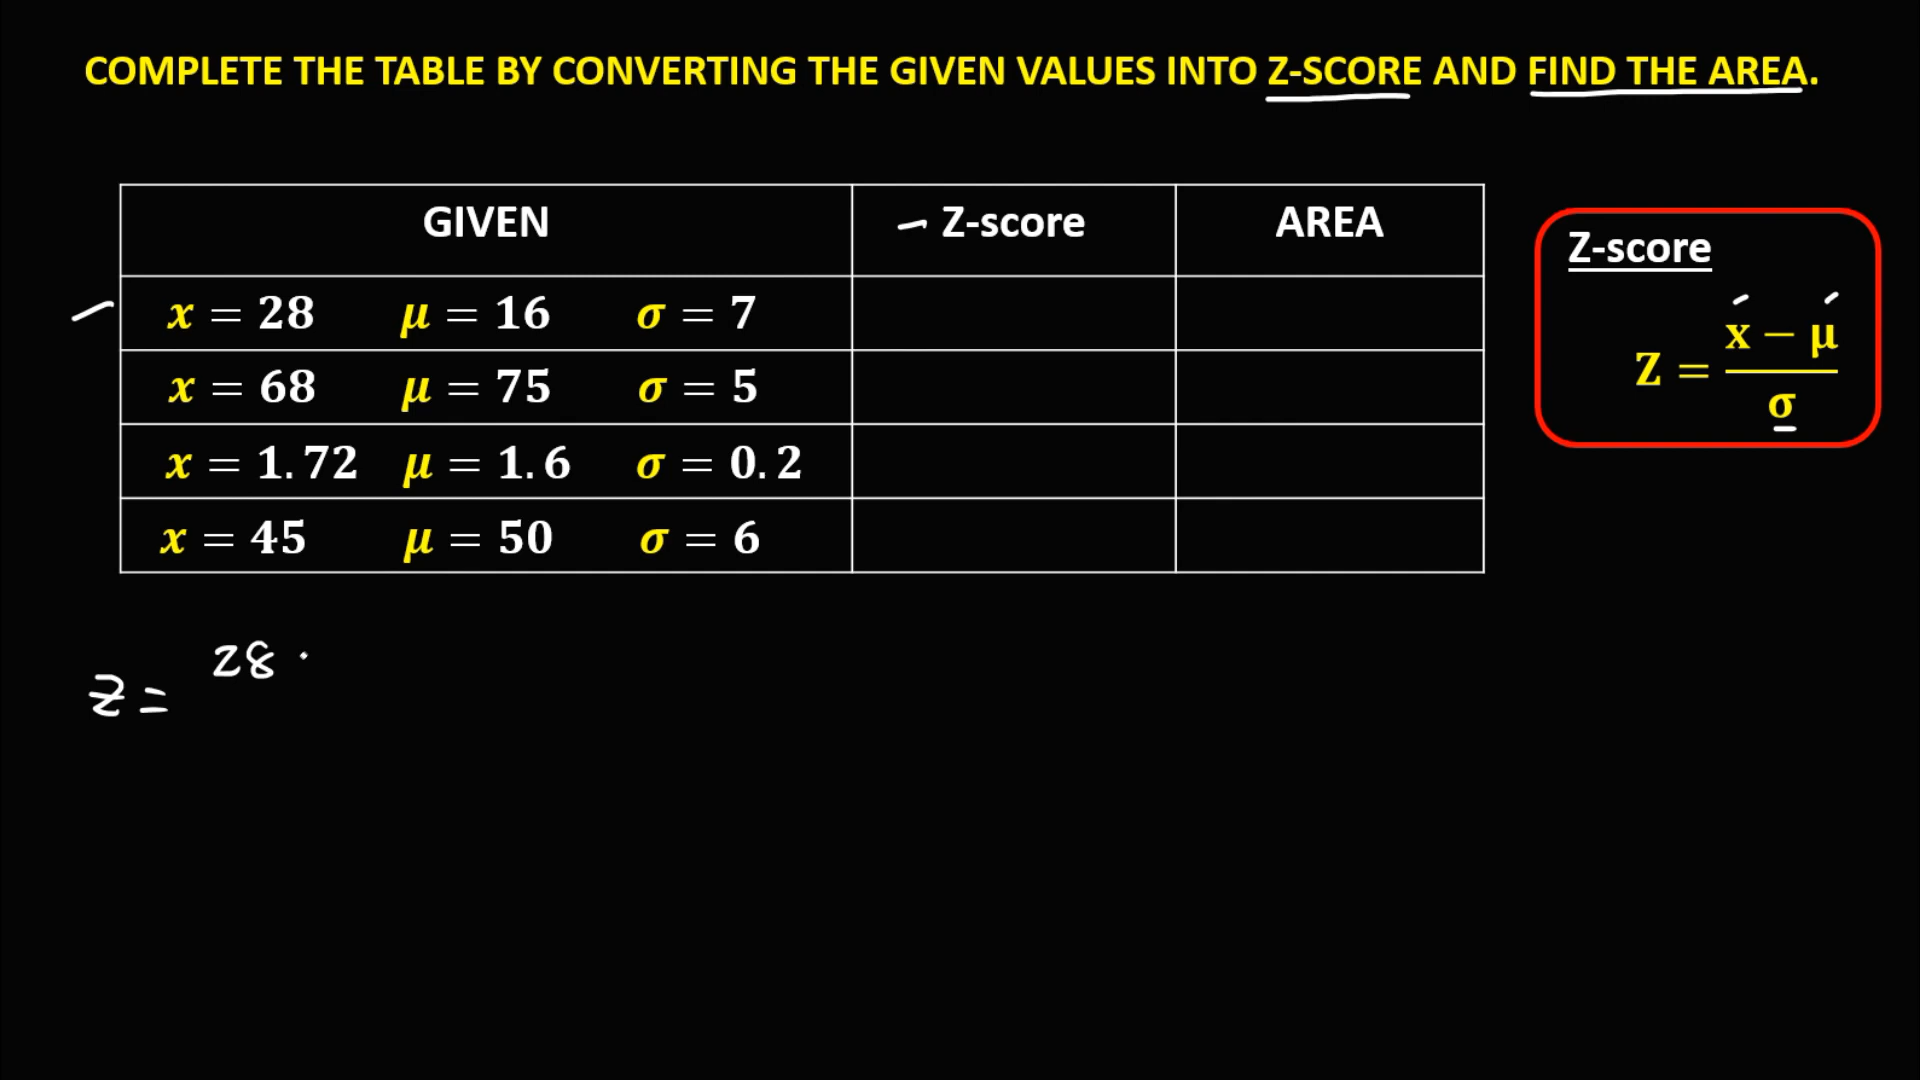 COMPLETE THE TABLE BY CONVERTING THE GIVEN VALUES INTO Z-SCORE AND FIND THE AREA.
GIVEN Z-score AREA
x = 28 μ = 16 σ = 7
x = 68 μ = 75 σ = 5
x = 1.72 μ = 1.6 σ = 0.2
x = 45 μ = 50 σ = 6
Z-score
x − μ
Z =
σ
28
z =